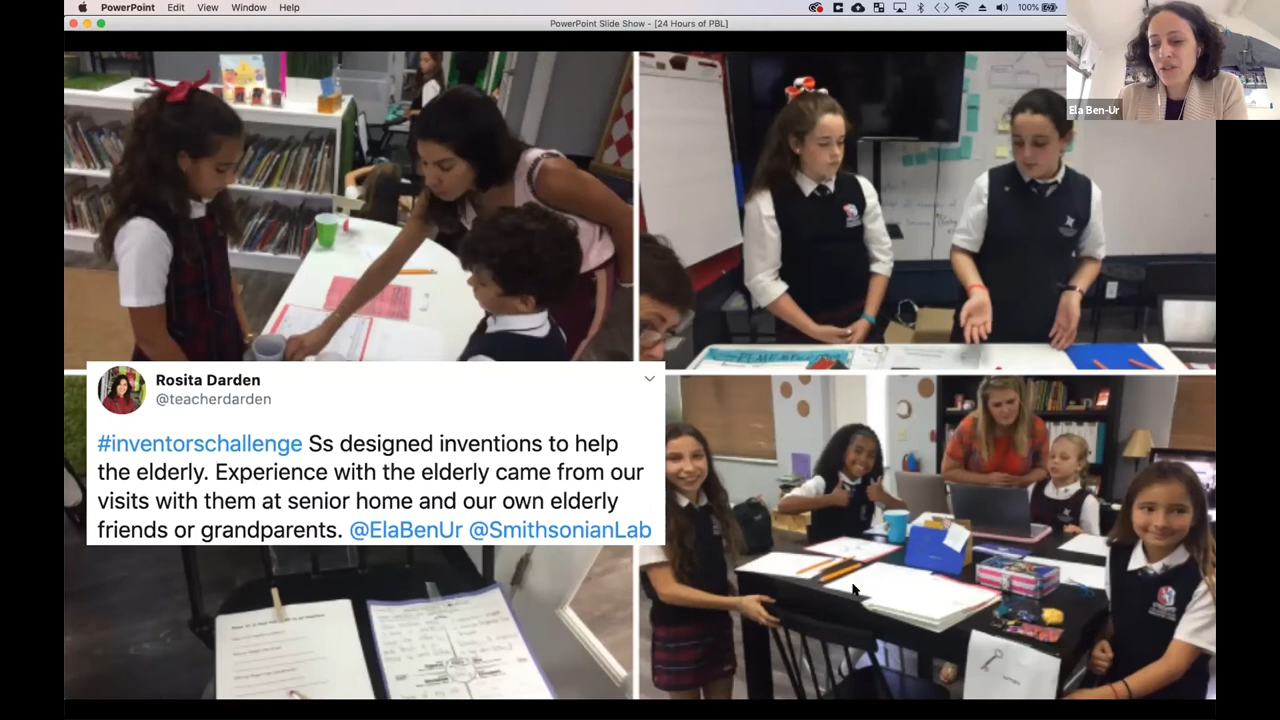 PowerPoint Edit View Window Help
100%
PowerPoint Slide Show - [24 Hours of PBL]
Ela Ben-Ur
Rosita Darden
@teacherdarden
#inventorschallenge Ss designed inventions to help
the elderly. Experience with the elderly came from our
visits with them at senior home and our own elderly
friends or grandparents. @ElaBenUr @SmithsonianLab